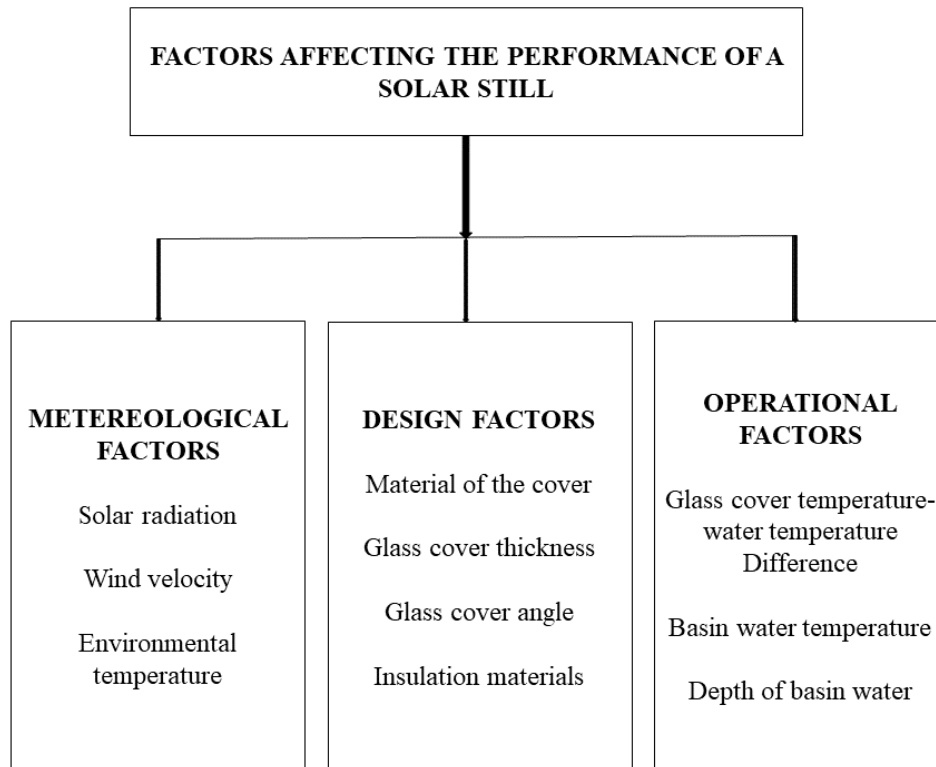 FACTORS AFFECTING THE PERFORMANCE OF A
SOLAR STILL
METEREOLOGICAL
FACTORS
Solar radiation
Wind velocity
Environmental
temperature
DESIGN FACTORS
Material of the cover
Glass cover thickness
Glass cover angle
Insulation materials
OPERATIONAL
FACTORS
Glass cover temperature-
water temperature
Difference
Basin water temperature
Depth of basin water